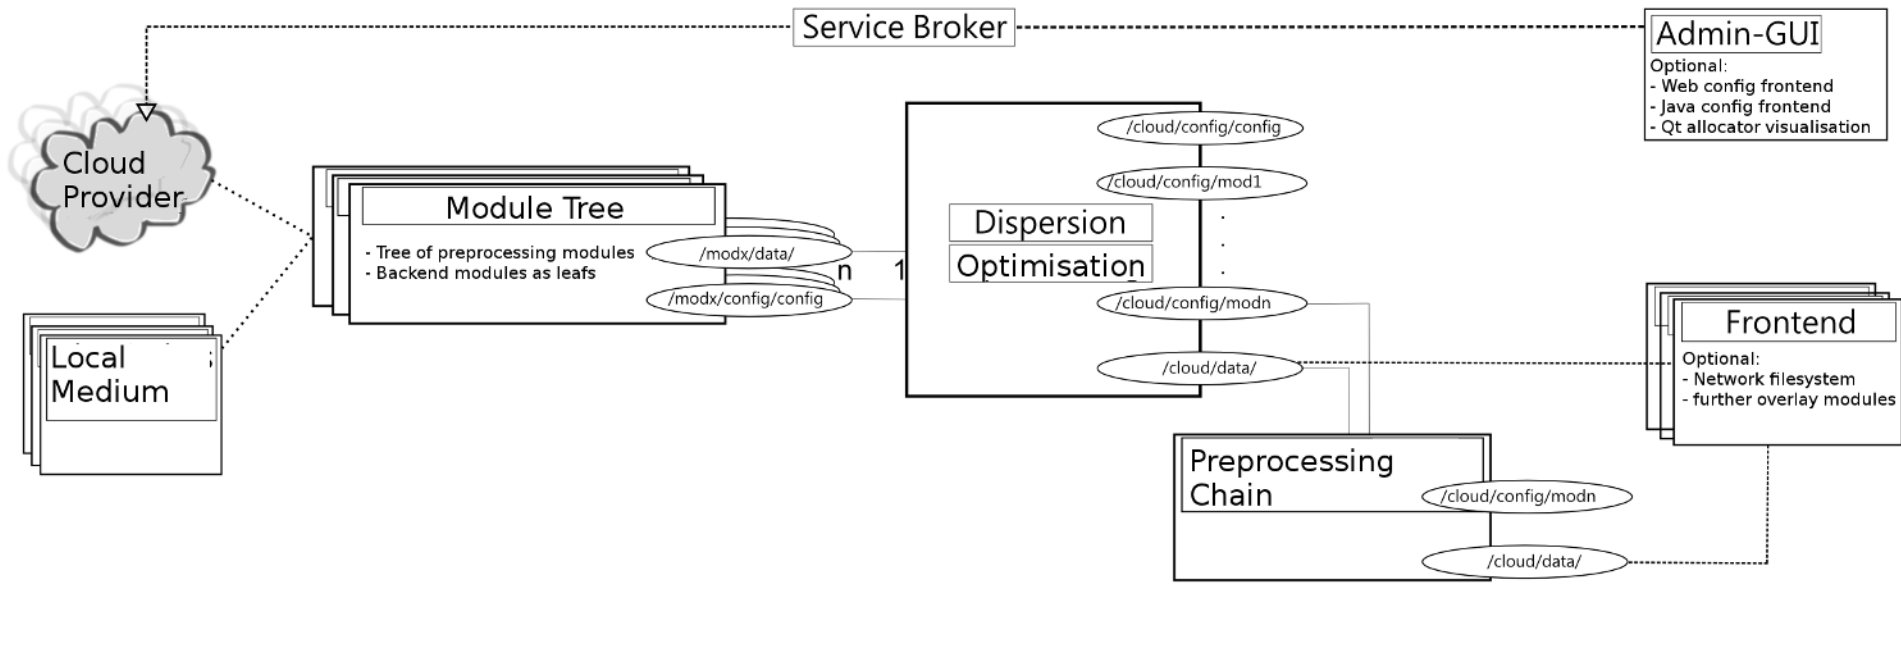 Service Broker
Admin-GUI
Optional:
- Web config frontend
- Java config frontend
- Qt allocator visualisation
Cloud
Provider
Local
Medium
Module Tree
- Tree of preprocessing modules
- Backend modules as leafs
/modx/data/
/modx/config/config
n
1
/cloud/config/config
/cloud/config/mod1
.
.
.
Dispersion
Optimisation
/cloud/config/modn
/cloud/data/
Frontend
Optional:
- Network filesystem
- further overlay modules
Preprocessing
Chain
/cloud/config/modn
/cloud/data/